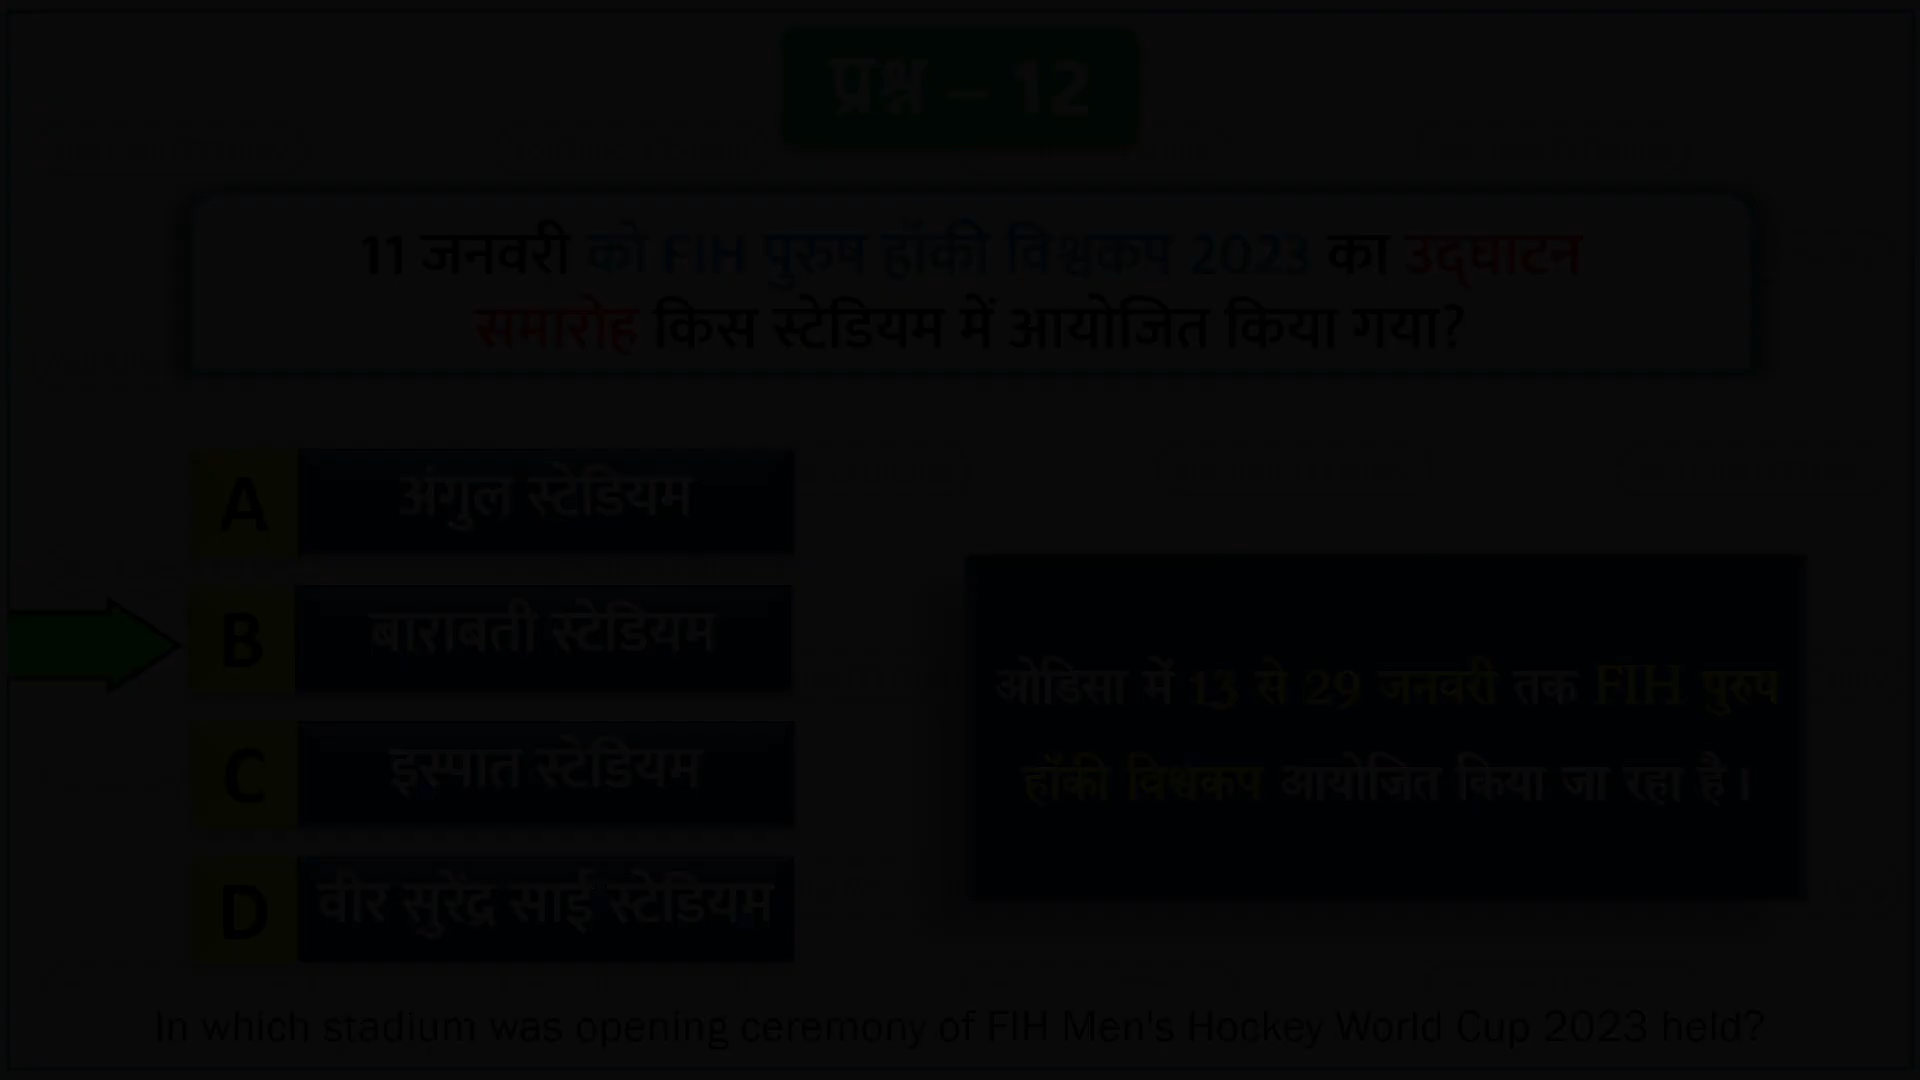 प्रश्न – 12
11 जनवरी को FIH पुरुष हॉकी विश्वकप 2023 का उद्घाटन
समारोह किस स्टेडियम में आयोजित किया गया?
A अंगुल स्टेडियम
B बाराबती स्टेडियम
C इस्पात स्टेडियम
D वीर सुरेंद्र साई स्टेडियम
ओडिसा में 13 से 29 जनवरी तक FIH पुरुष
हॉकी विश्वकप आयोजित किया जा रहा है।
In which stadium was opening ceremony of FIH Men's Hockey World Cup 2023 held?